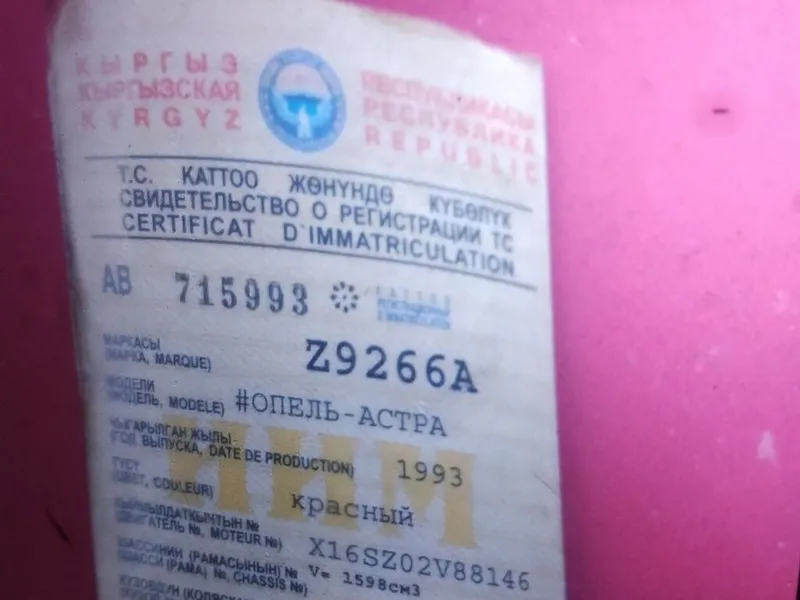 КЫРГЫЗ РЕСПУБЛИКАСЫ
КЫРГЫЗСКАЯ РЕСПУБЛИКА
KYRGYZ REPUBLIC
Т.С. КАТТОО ЖӨНҮНДӨ КҮБӨЛҮК
СВИДЕТЕЛЬСТВО О РЕГИСТРАЦИИ ТС
CERTIFICAT D'IMMATRICULATION
АВ 715993
Z9266A
МАРКАСЫ
(МАРКА, MARQUE)
МОДЕЛИ
(МОДЕЛЬ, MODELE) #ОПЕЛЬ-АСТРА
ЧЫГАРЫЛГАН ЖЫЛЫ-
(ГОД ВЫПУСКА, DATE DE PRODUCTION) 1993
ТҮСҮ
(ЦВЕТ, COULEUR) красный
КЫЙМЫЛДАТКЫЧТЫН №
(ДВИГАТЕЛЬ №, MOTEUR №) X16SZ02V88146
ШАССИНИН (РАМАСЫНЫН) № V= 1598см3
(ШАССИ (РАМА) №, CHASSIS №)
ИИМ